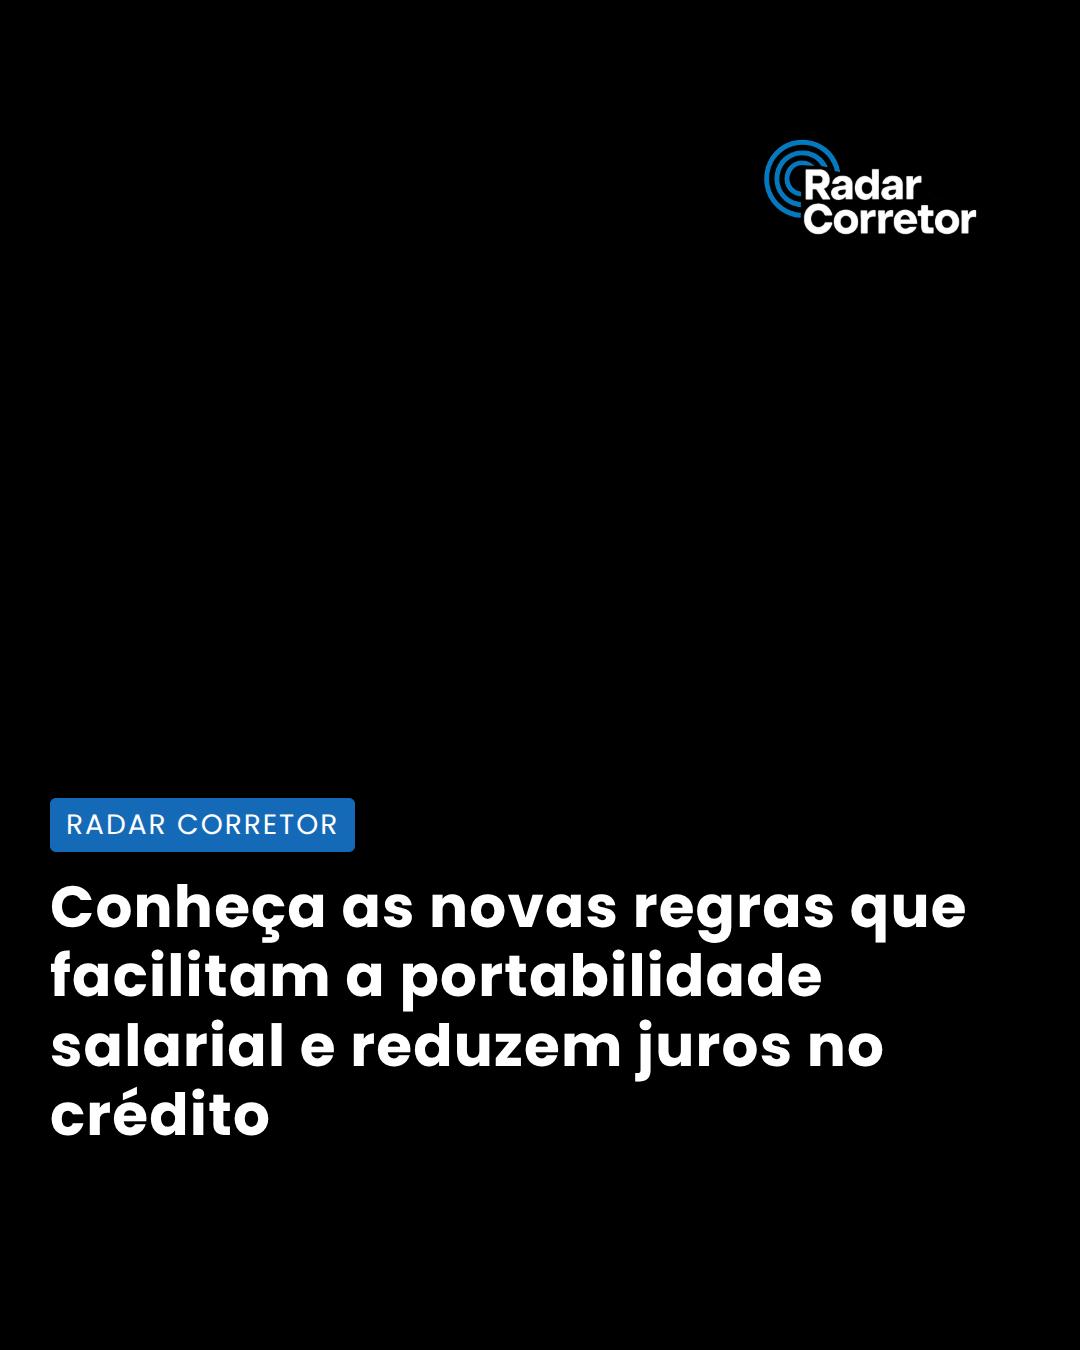 Radar
Corretor
RADAR CORRETOR
Conheça as novas regras que
facilitam a portabilidade
salarial e reduzem juros no
crédito